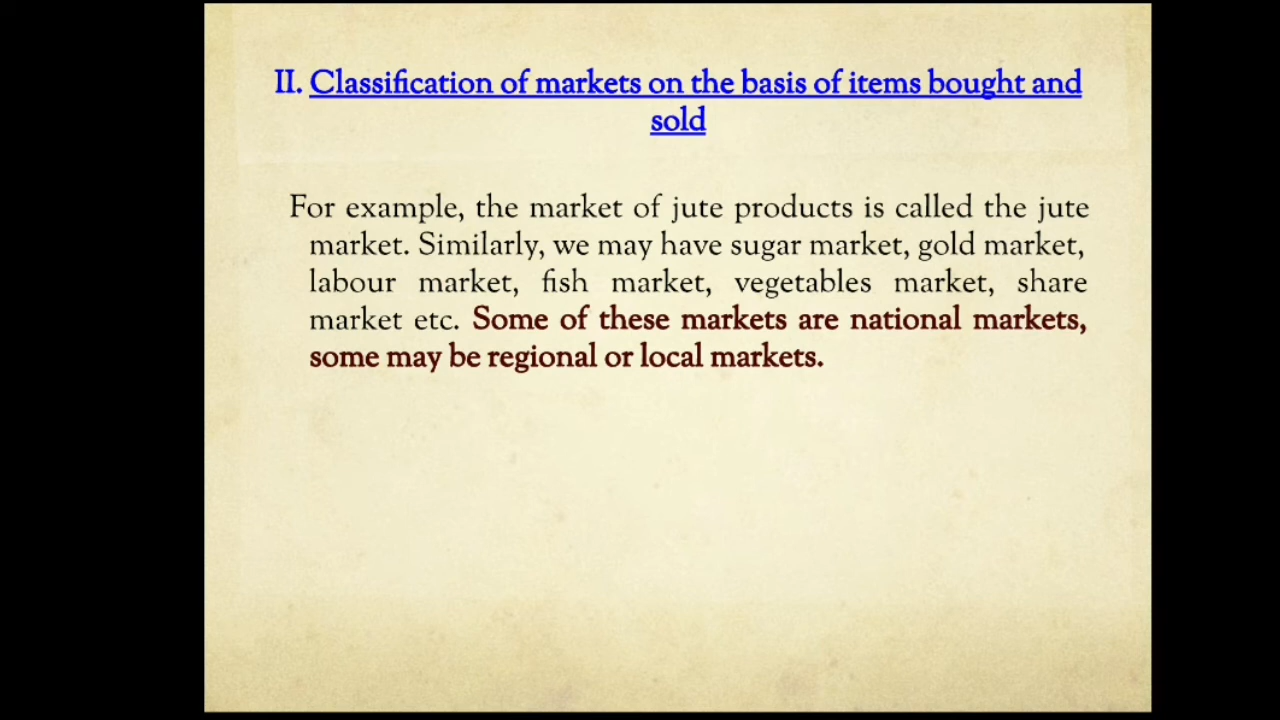 II. Classification of markets on the basis of items bought and
sold
For example, the market of jute products is called the jute
market. Similarly, we may have sugar market, gold market,
labour market, fish market, vegetables market, share
market etc. Some of these markets are national markets,
some may be regional or local markets.